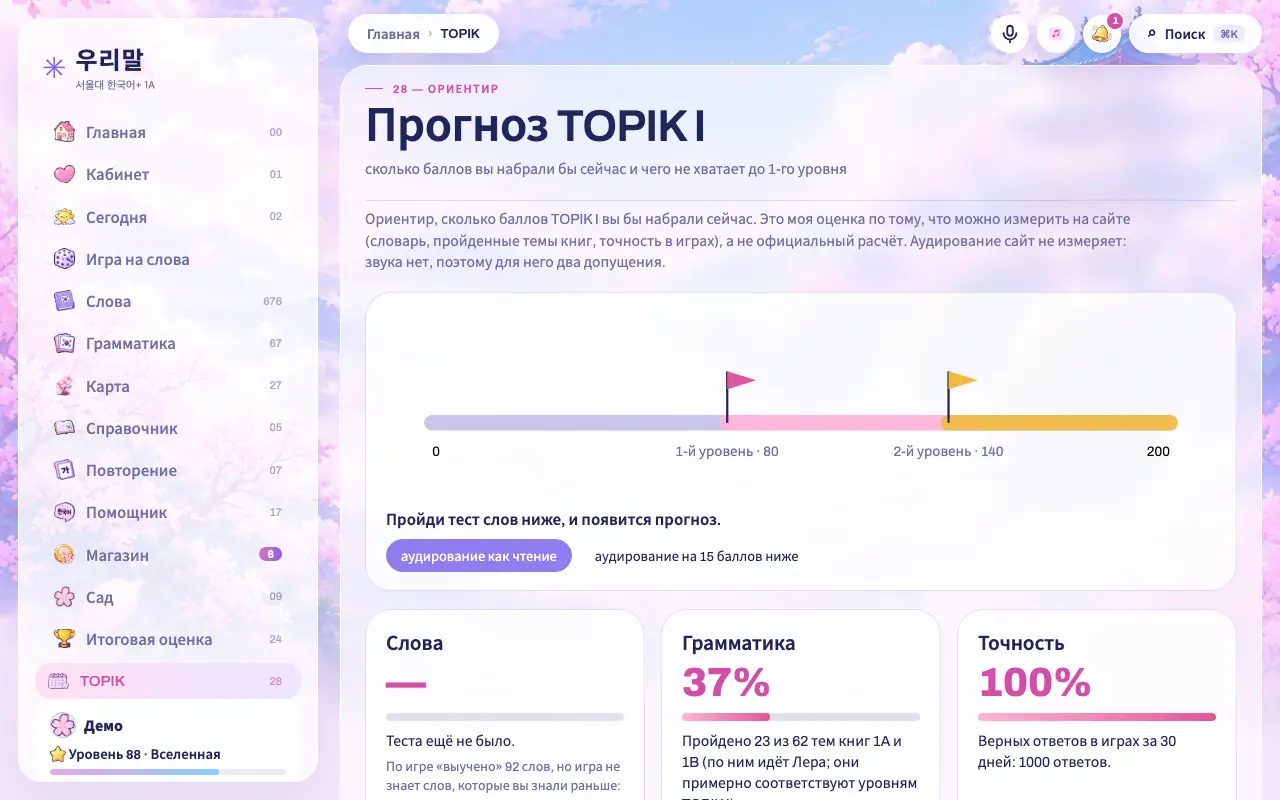 우리말
서울대 한국어+ 1A
Главная 00
Кабинет 01
Сегодня 02
Игра на слова
Слова 676
Грамматика 67
Карта 27
Справочник 05
Повторение 07
Помощник 17
Магазин 6
Сад 09
Итоговая оценка 24
TOPIK 28
Демо
Уровень 88 · Вселенная
Главная › TOPIK
1
Поиск ⌘K
28 — ОРИЕНТИР
Прогноз TOPIK I
сколько баллов вы набрали бы сейчас и чего не хватает до 1-го уровня
Ориентир, сколько баллов TOPIK I вы бы набрали сейчас. Это моя оценка по тому, что можно измерить на сайте
(словарь, пройденные темы книг, точность в играх), а не официальный расчёт. Аудирование сайт не измеряет:
звука нет, поэтому для него два допущения.
0 1-й уровень · 80 2-й уровень · 140 200
Пройди тест слов ниже, и появится прогноз.
аудирование как чтение аудирование на 15 баллов ниже
Слова
—
Теста ещё не было.
По игре «выучено» 92 слов, но игра не
знает слов, которые вы знали раньше:
Грамматика
37%
Пройдено 23 из 62 тем книг 1A и
1B (по ним идёт Лера; они
примерно соответствуют уровням
Точность
100%
Верных ответов в играх за 30
дней: 1000 ответов.